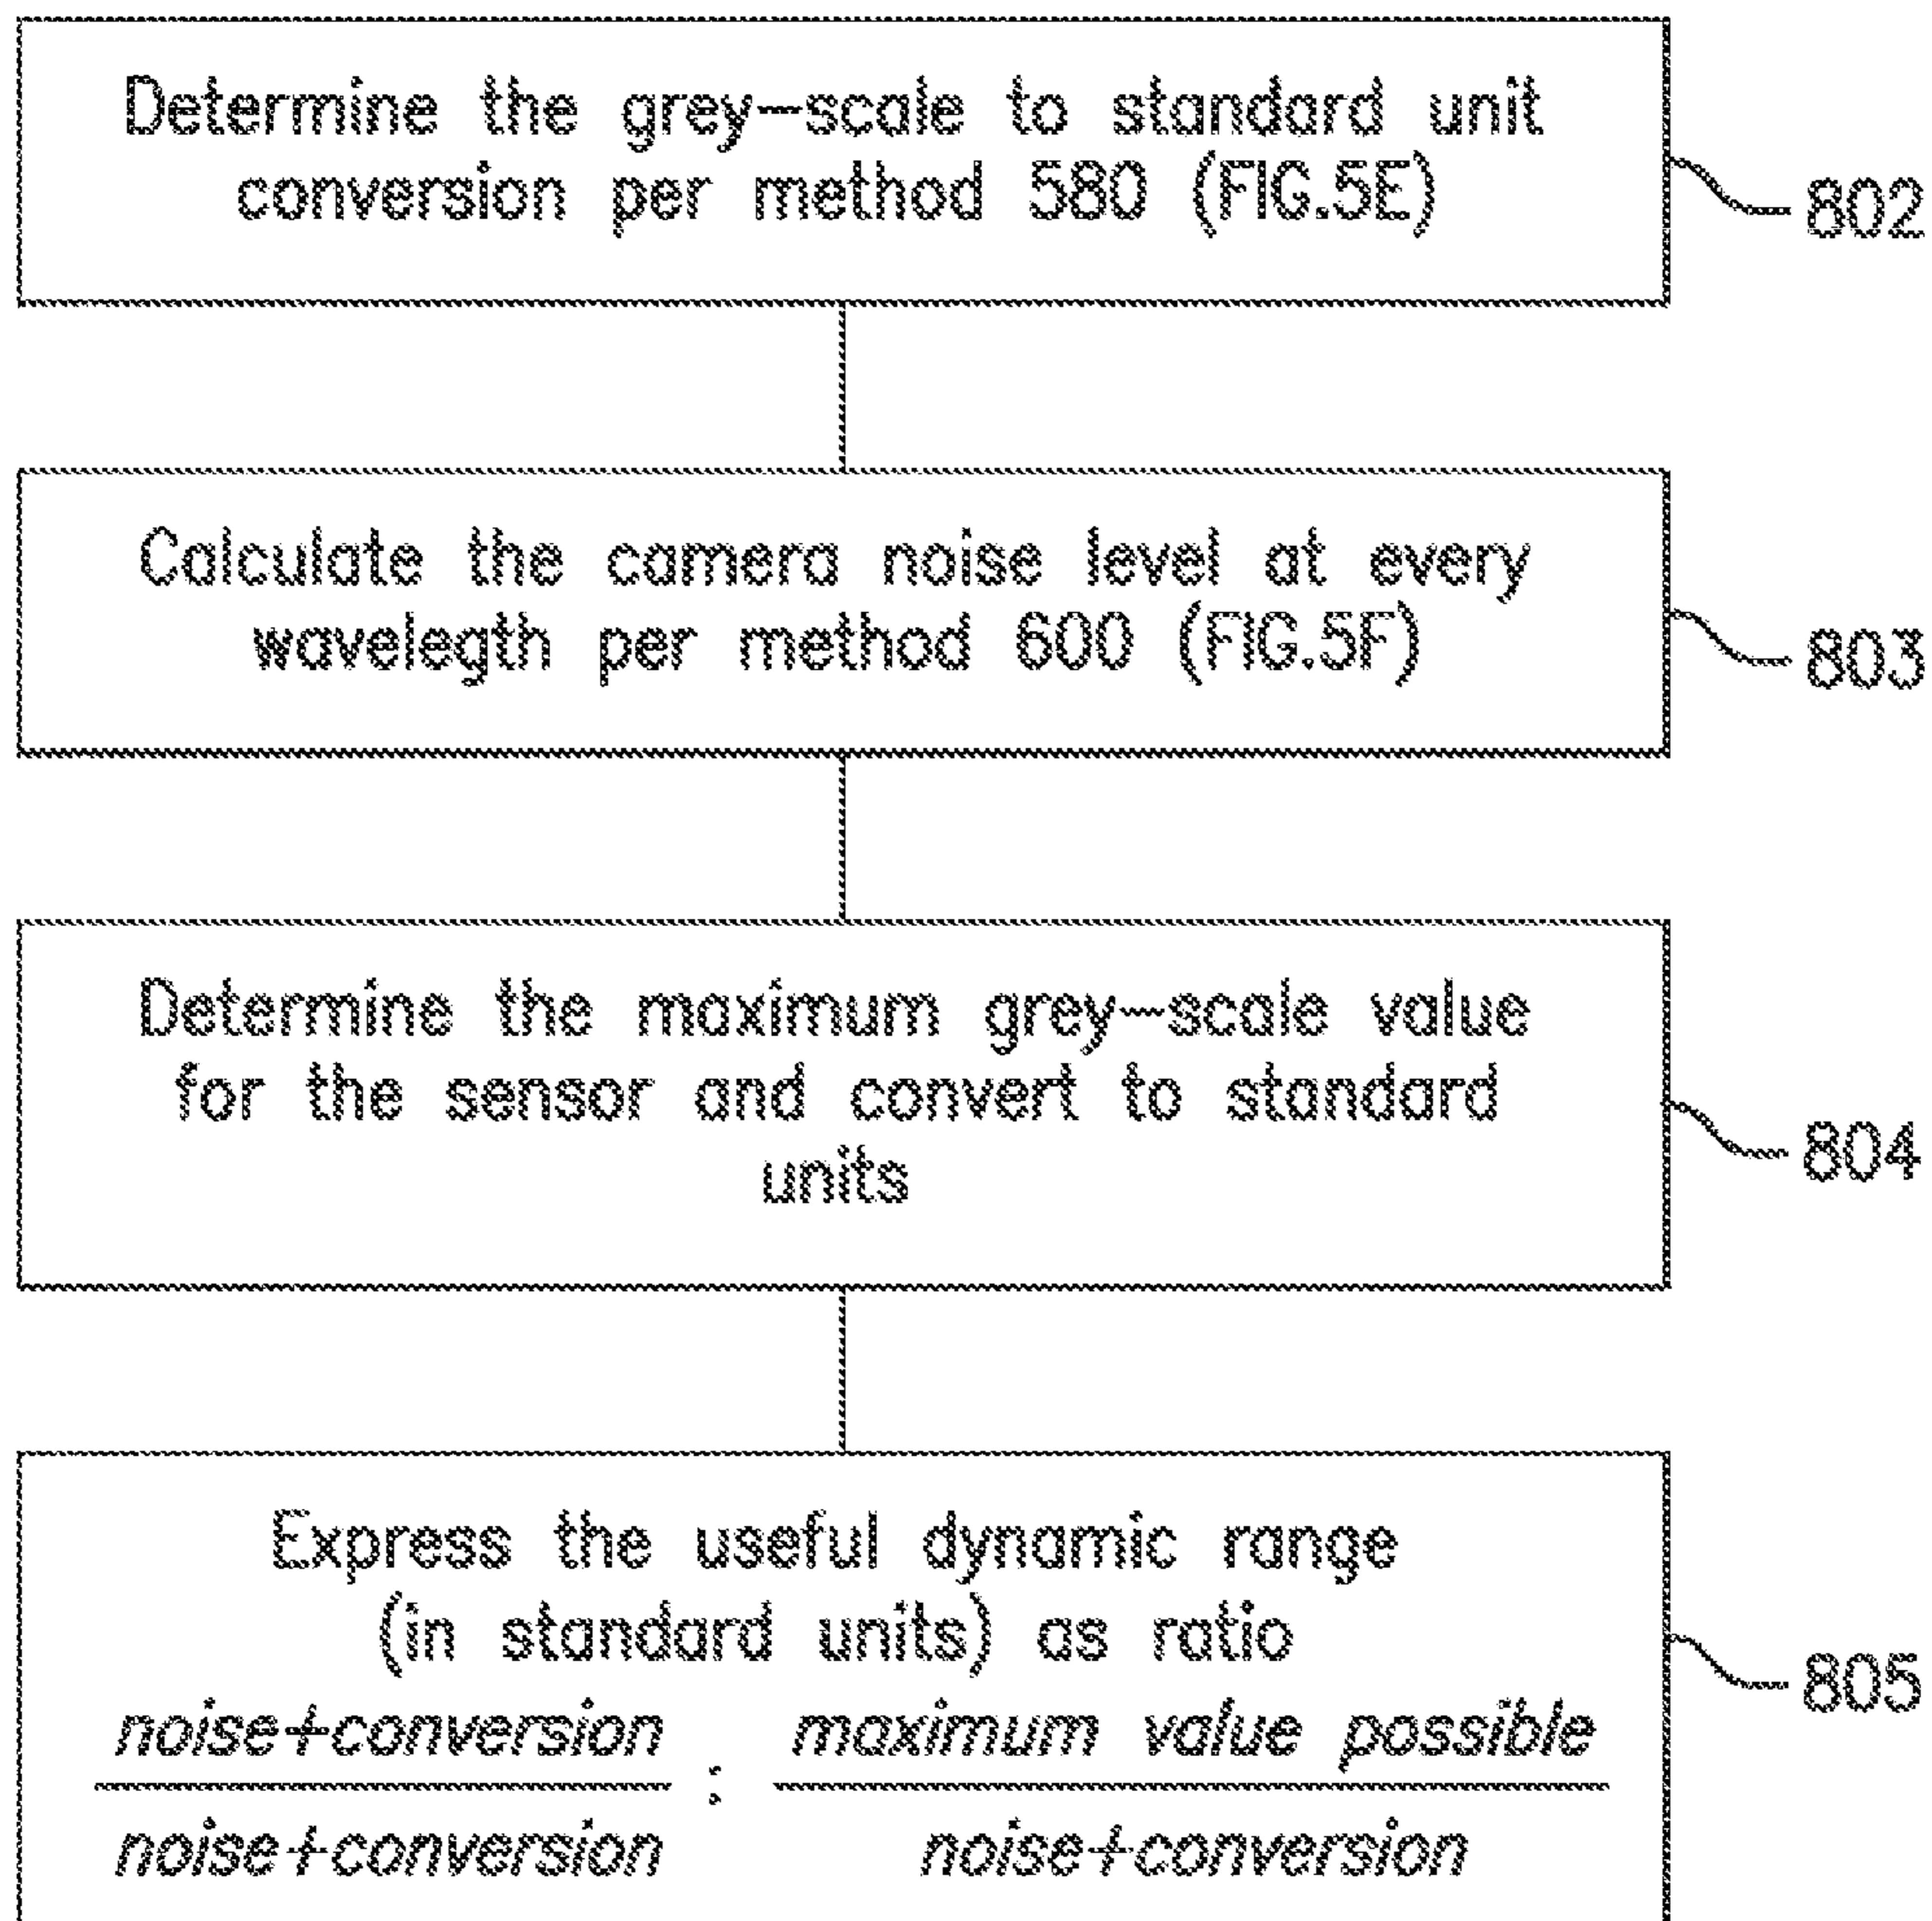 Determine the grey-scale to standard unit
conversion per method 580 (FIG.5E)
802
Calculate the camera noise level at every
wavelegth per method 600 (FIG.5F)
803
Determine the maximum grey-scale value
for the sensor and convert to standard
units
804
Express the useful dynamic range
(in standard units) as ratio
noise+conversion : maximum value possible
noise+conversion noise+conversion
805